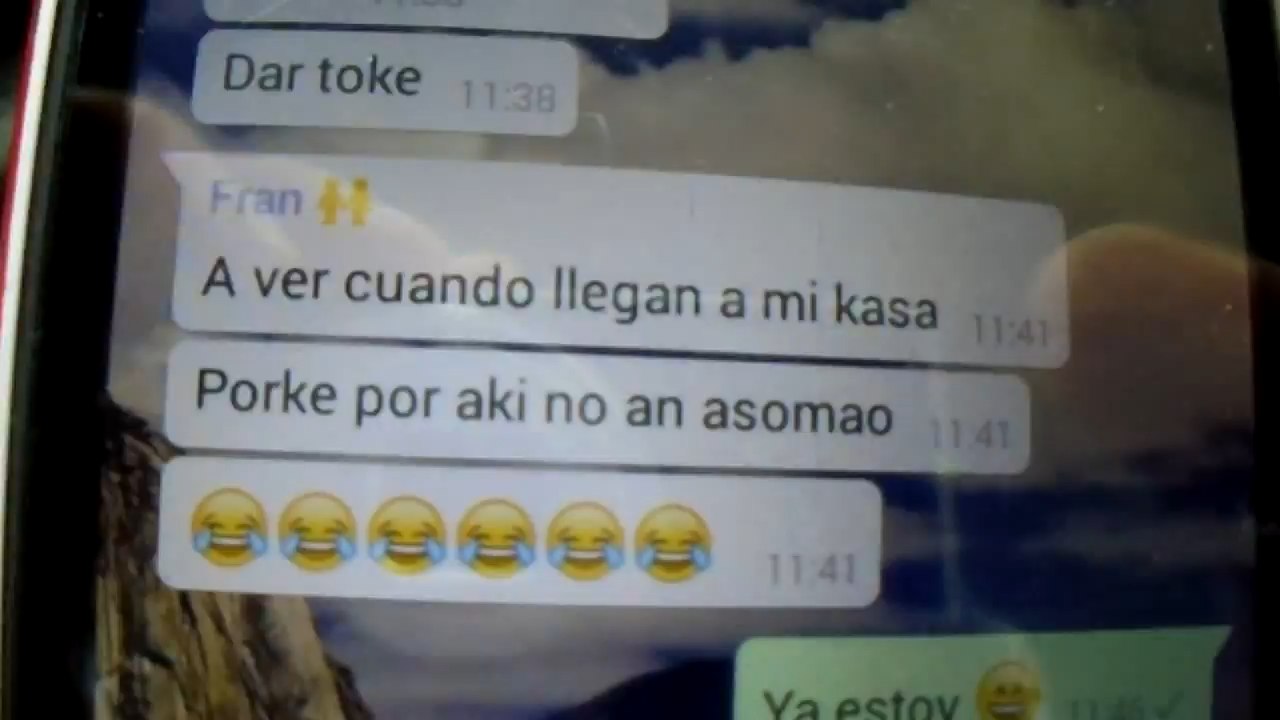 Dar toke 11:38
Fran 👬
A ver cuando llegan a mi kasa 11:41
Porke por aki no an asomao 11:41
😂😂😂😂😂😂 11:41
Ya estoy 😄